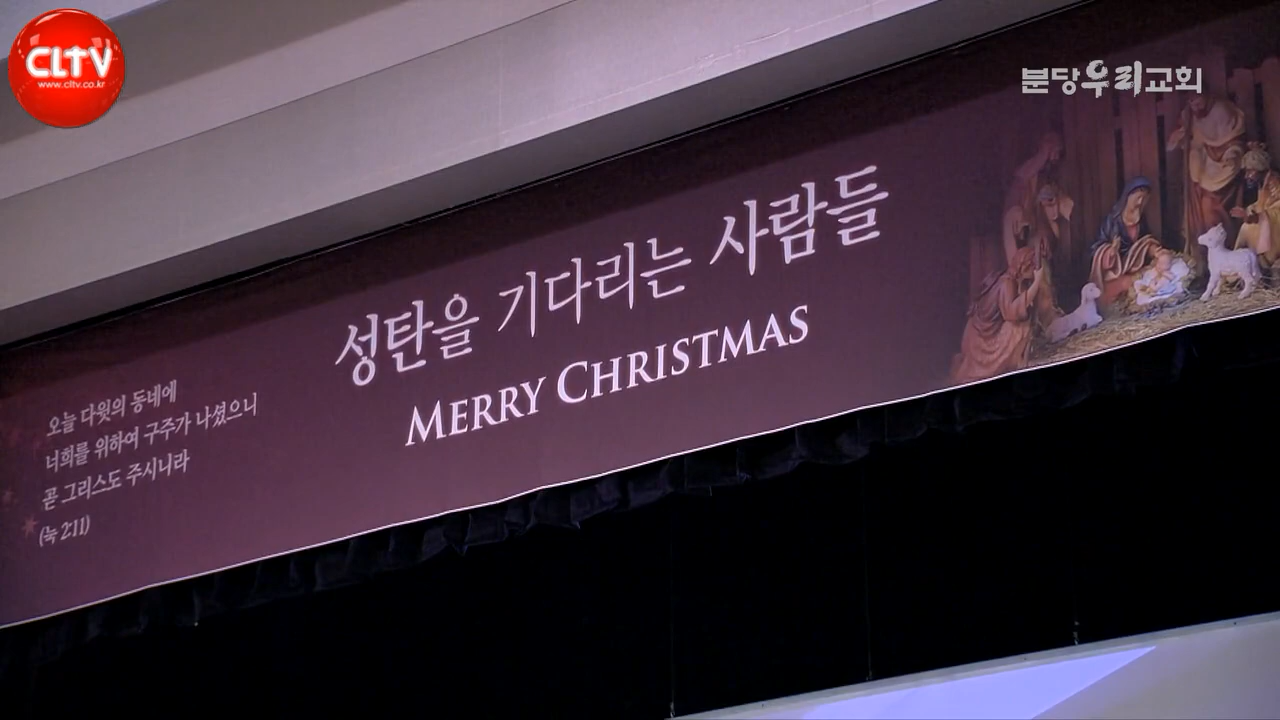 CLTV
www.cltv.co.kr
분당우리교회
성탄을 기다리는 사람들
MERRY CHRISTMAS
오늘 다윗의 동네에
너희를 위하여 구주가 나셨으니
곧 그리스도 주시니라
(눅 2:11)